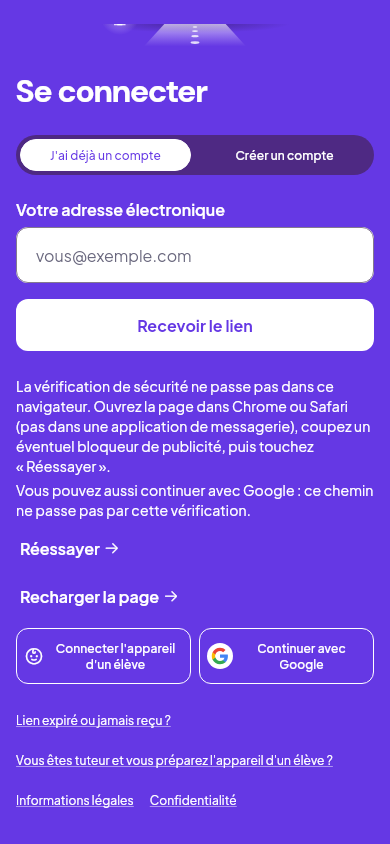 Se connecter
J'ai déjà un compte
Créer un compte
Votre adresse électronique
vous@exemple.com
Recevoir le lien
La vérification de sécurité ne passe pas dans ce
navigateur. Ouvrez la page dans Chrome ou Safari
(pas dans une application de messagerie), coupez un
éventuel bloqueur de publicité, puis touchez
« Réessayer ».
Vous pouvez aussi continuer avec Google : ce chemin
ne passe pas par cette vérification.
Réessayer →
Recharger la page →
Connecter l'appareil
d'un élève
Continuer avec
Google
Lien expiré ou jamais reçu ?
Vous êtes tuteur et vous préparez l'appareil d'un élève ?
Informations légales
Confidentialité